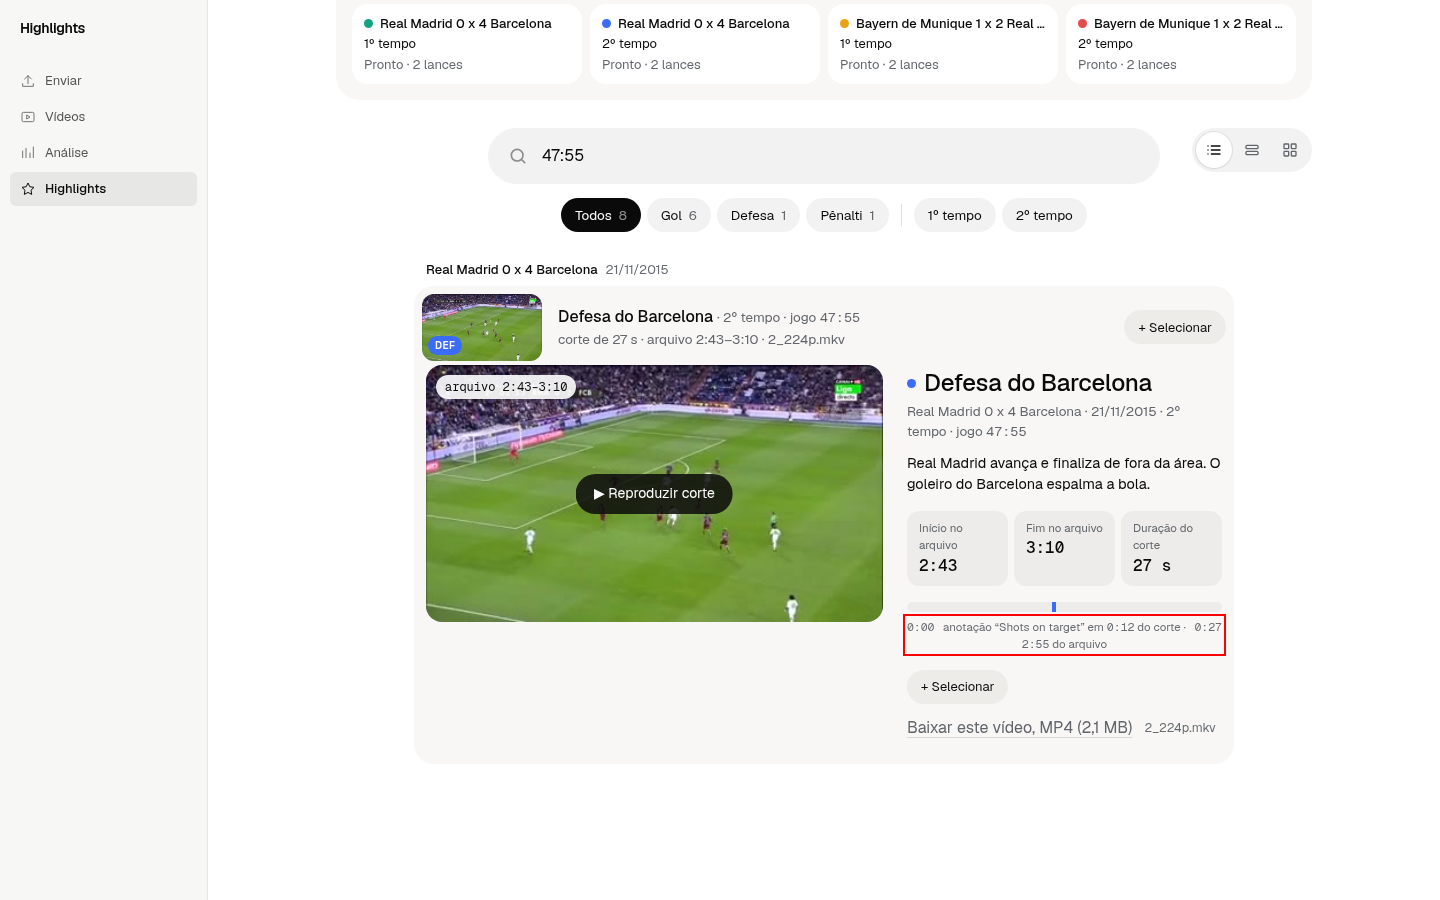 Highlights
Enviar
Vídeos
Análise
Highlights
Real Madrid 0 x 4 Barcelona
1º tempo
Pronto · 2 lances
Real Madrid 0 x 4 Barcelona
2º tempo
Pronto · 2 lances
Bayern de Munique 1 x 2 Real ...
1º tempo
Pronto · 2 lances
Bayern de Munique 1 x 2 Real ...
2º tempo
Pronto · 2 lances
47:55
Todos 8
Gol 6
Defesa 1
Pênalti 1
1º tempo
2º tempo
Real Madrid 0 x 4 Barcelona 21/11/2015
DEF
Defesa do Barcelona · 2º tempo · jogo 47:55
corte de 27 s · arquivo 2:43–3:10 · 2_224p.mkv
+ Selecionar
arquivo 2:43–3:10
FCB
CANAL+
Liga
directo
▶ Reproduzir corte
Defesa do Barcelona
Real Madrid 0 x 4 Barcelona · 21/11/2015 · 2º
tempo · jogo 47:55
Real Madrid avança e finaliza de fora da área. O
goleiro do Barcelona espalma a bola.
Início no
arquivo
2:43
Fim no arquivo
3:10
Duração do
corte
27 s
0:00 anotação “Shots on target” em 0:12 do corte · 0:27
2:55 do arquivo
+ Selecionar
Baixar este vídeo, MP4 (2,1 MB) 2_224p.mkv